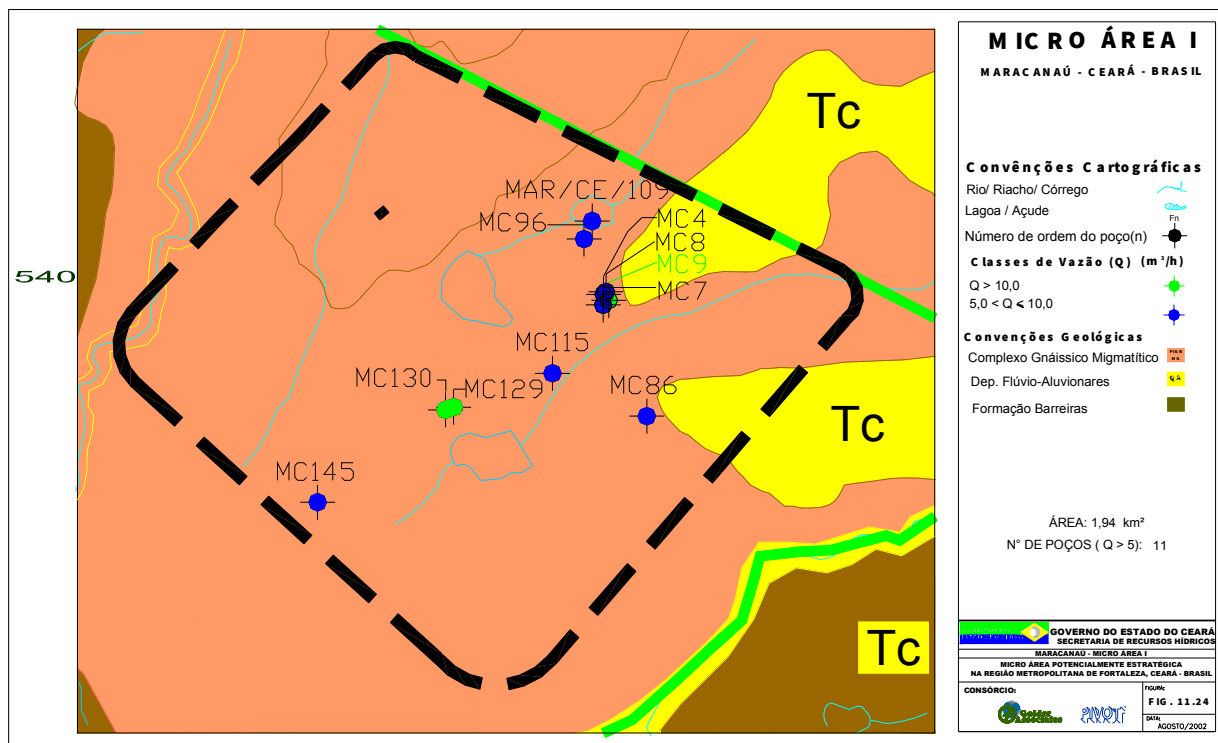 540
Tc
MAR/CE/109
MC96
MC4
MC8
MC9
MC7
MC115
MC130
MC129
MC86
Tc
MC145
Tc
MICRO ÁREA I
MARACANAÚ - CEARÁ - BRASIL
Convênções Cartográficas
Rio/ Riacho/ Córrego
Lagoa / Açude
Fn
Número de ordem do poço(n)
Classes de Vazão (Q) (m³/h)
Q > 10,0
5,0 < Q ⩽ 10,0
Convenções Geológicas
Complexo Gnáissico Migmatítico
Dep. Flúvio-Aluvionares
Formação Barreiras
ÁREA: 1,94 km²
N° DE POÇOS ( Q > 5): 11
GOVERNO DO ESTADO DO CEARÁ
SECRETARIA DE RECURSOS HÍDRICOS
MARACANAÚ - MICRO ÁREA I
MICRO ÁREA POTENCIALMENTE ESTRATÉGICA
NA REGIÃO METROPOLITANA DE FORTALEZA, CEARÁ - BRASIL
CONSÓRCIO:
Golder
Associates
FIGURA:
FIG. 11.24
DATA:
AGOSTO/2002